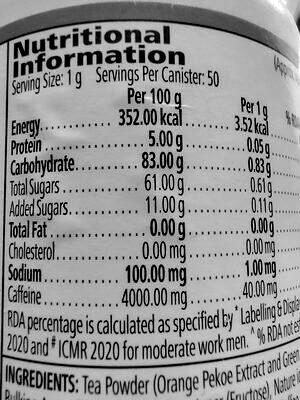 Nutritional
Information
Serving Size: 1 g Servings Per Canister: 50
Per 100 g Per 1 g
Energy.............. 352.00 kcal ........ 3.52 kcal
Protein .................. 5.00 g ............ 0.05 g
Carbohydrate........ 83.00 g ............ 0.83 g
Total Sugars .......... 61.00 g ............ 0.61 g
Added Sugars......... 11.00 g ............ 0.11 g
Total Fat ................ 0.00 g ............ 0.00 g
Cholesterol............ 0.00 mg .......... 0.00 mg
Sodium .............. 100.00 mg .......... 1.00 mg
Caffeine ............. 4000.00 mg ........ 40.00 mg
RDA percentage is calculated as specified by * Labelling &
2020 and # ICMR 2020 for moderate work men. ^ % RDA not
INGREDIENTS: Tea Powder (Orange Pekoe Extract and
(Fructose),